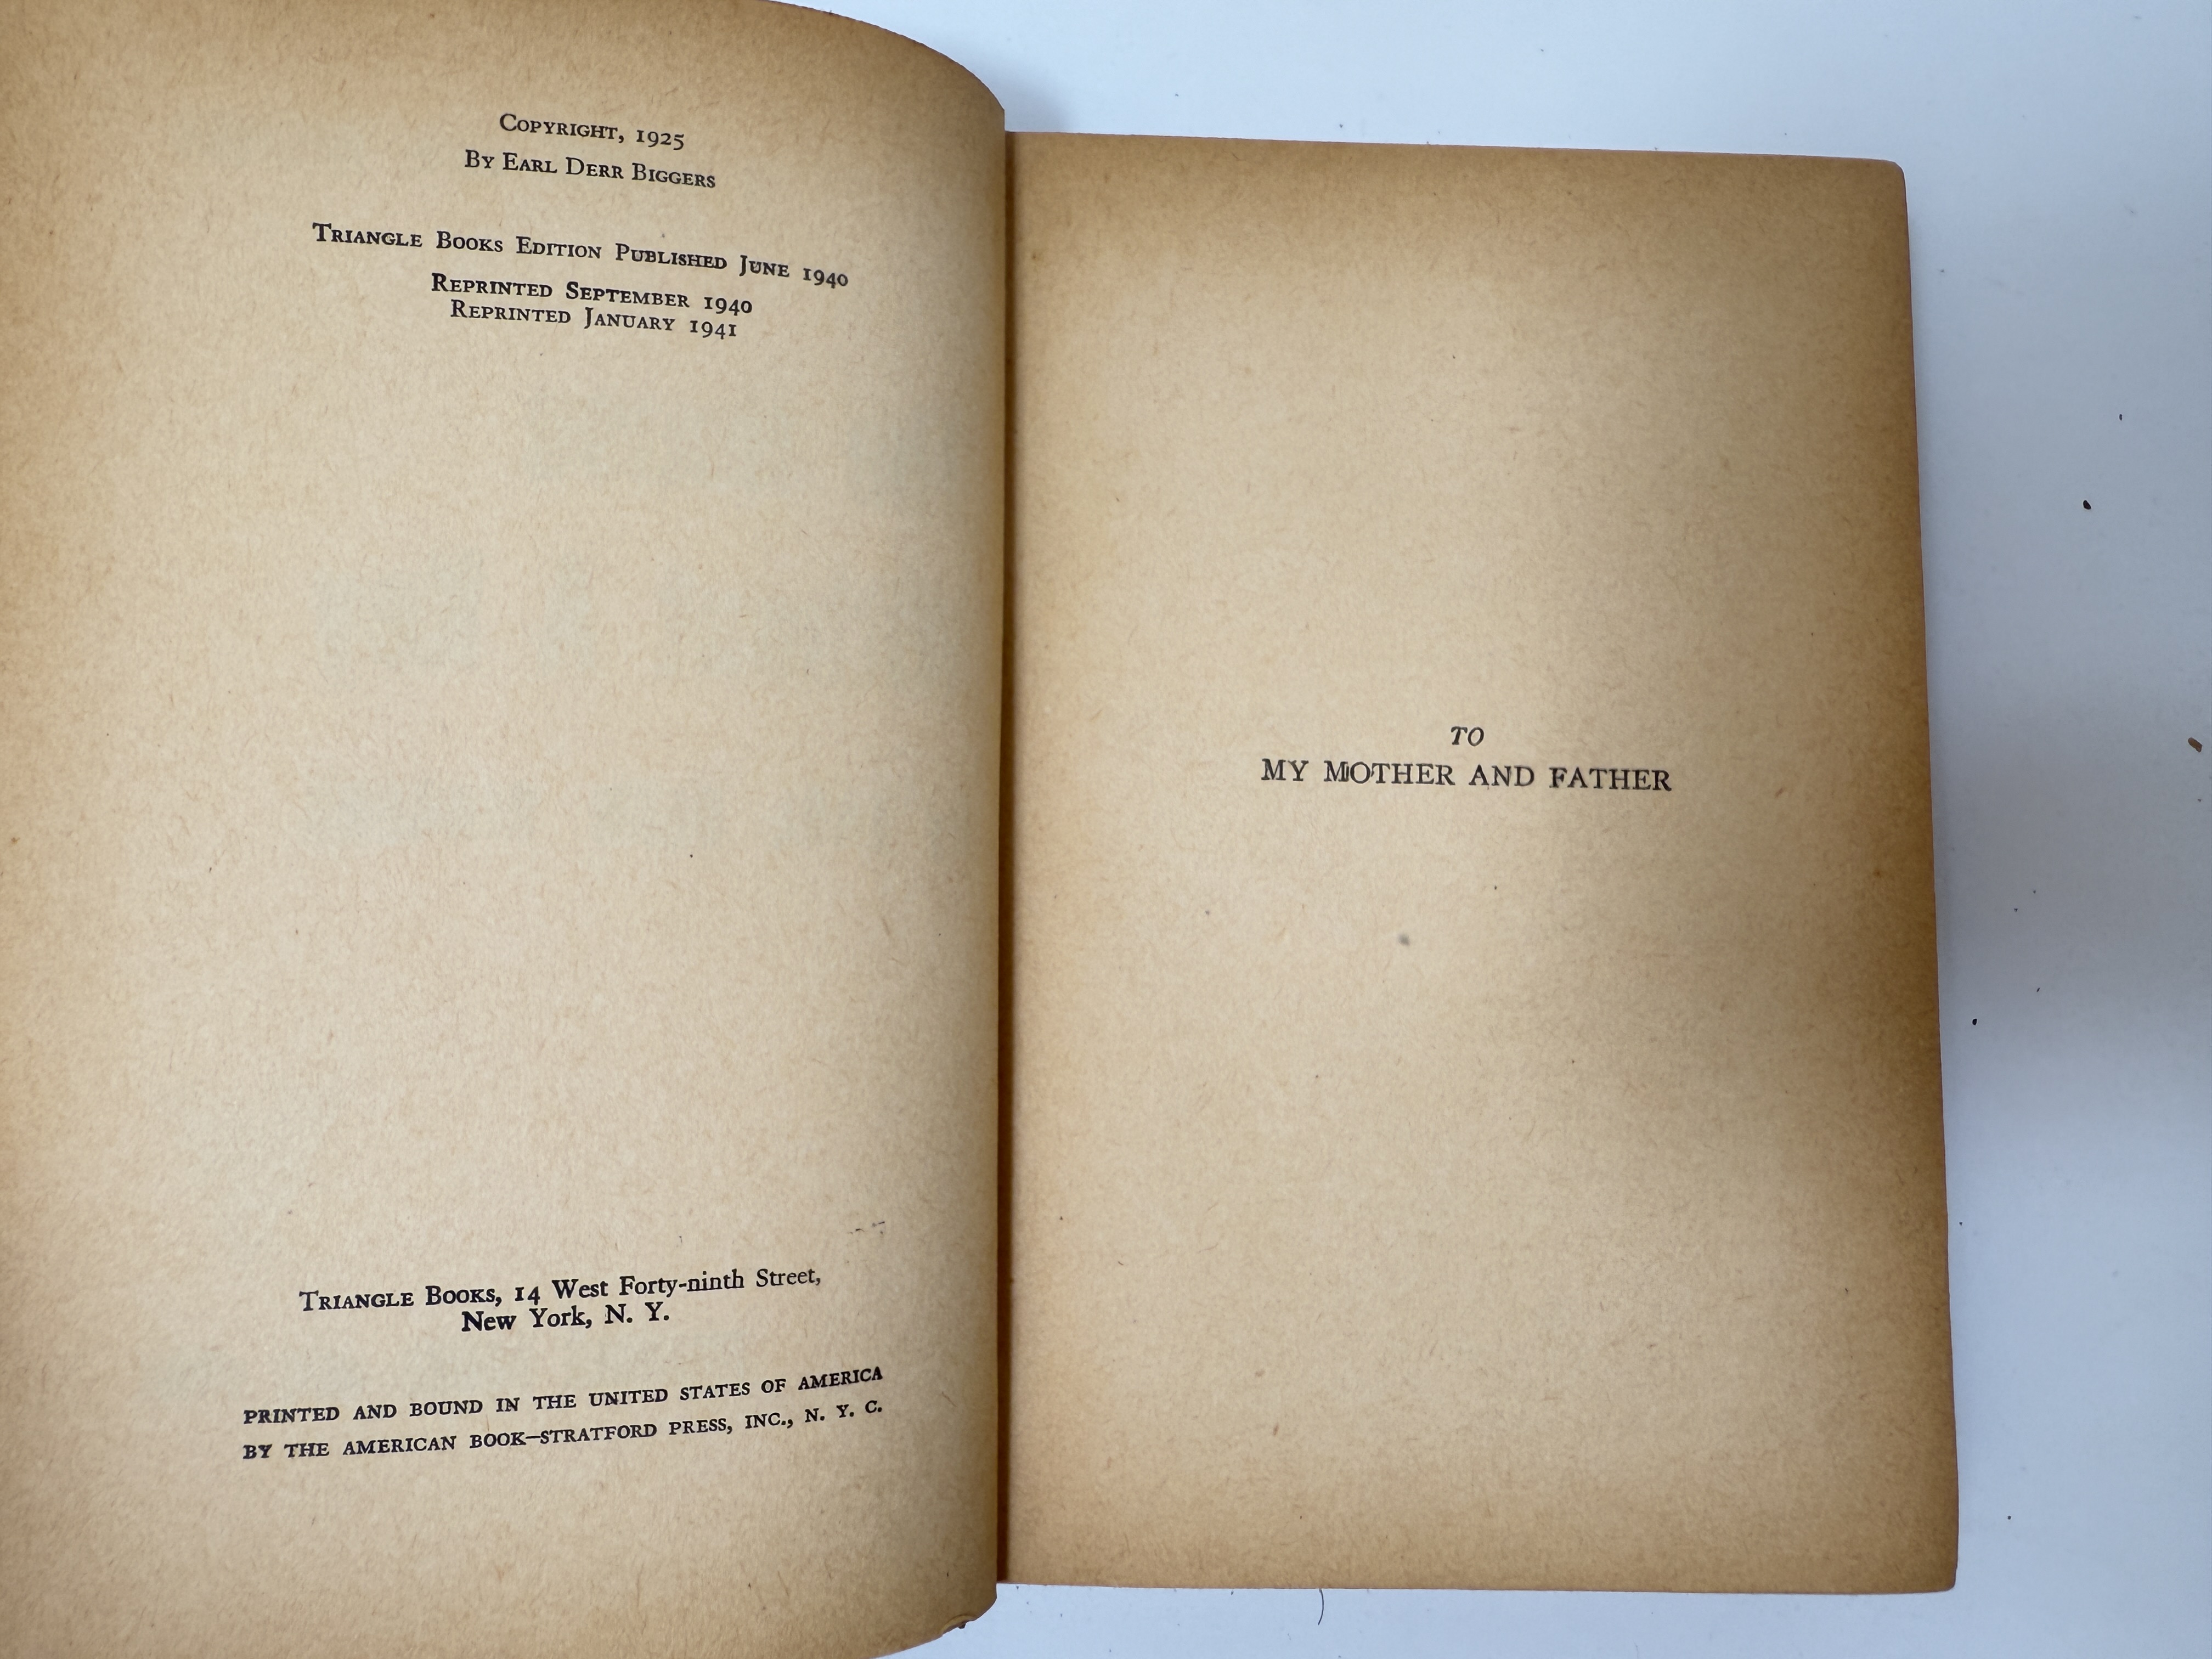 Copyright, 1925
By Earl Derr Biggers
Triangle Books Edition Published June 1940
Reprinted September 1940
Reprinted January 1941
Triangle Books, 14 West Forty-ninth Street,
New York, N. Y.
PRINTED AND BOUND IN THE UNITED STATES OF AMERICA
BY THE AMERICAN BOOK—STRATFORD PRESS, INC., N. Y. C.
TO
MY MOTHER AND FATHER